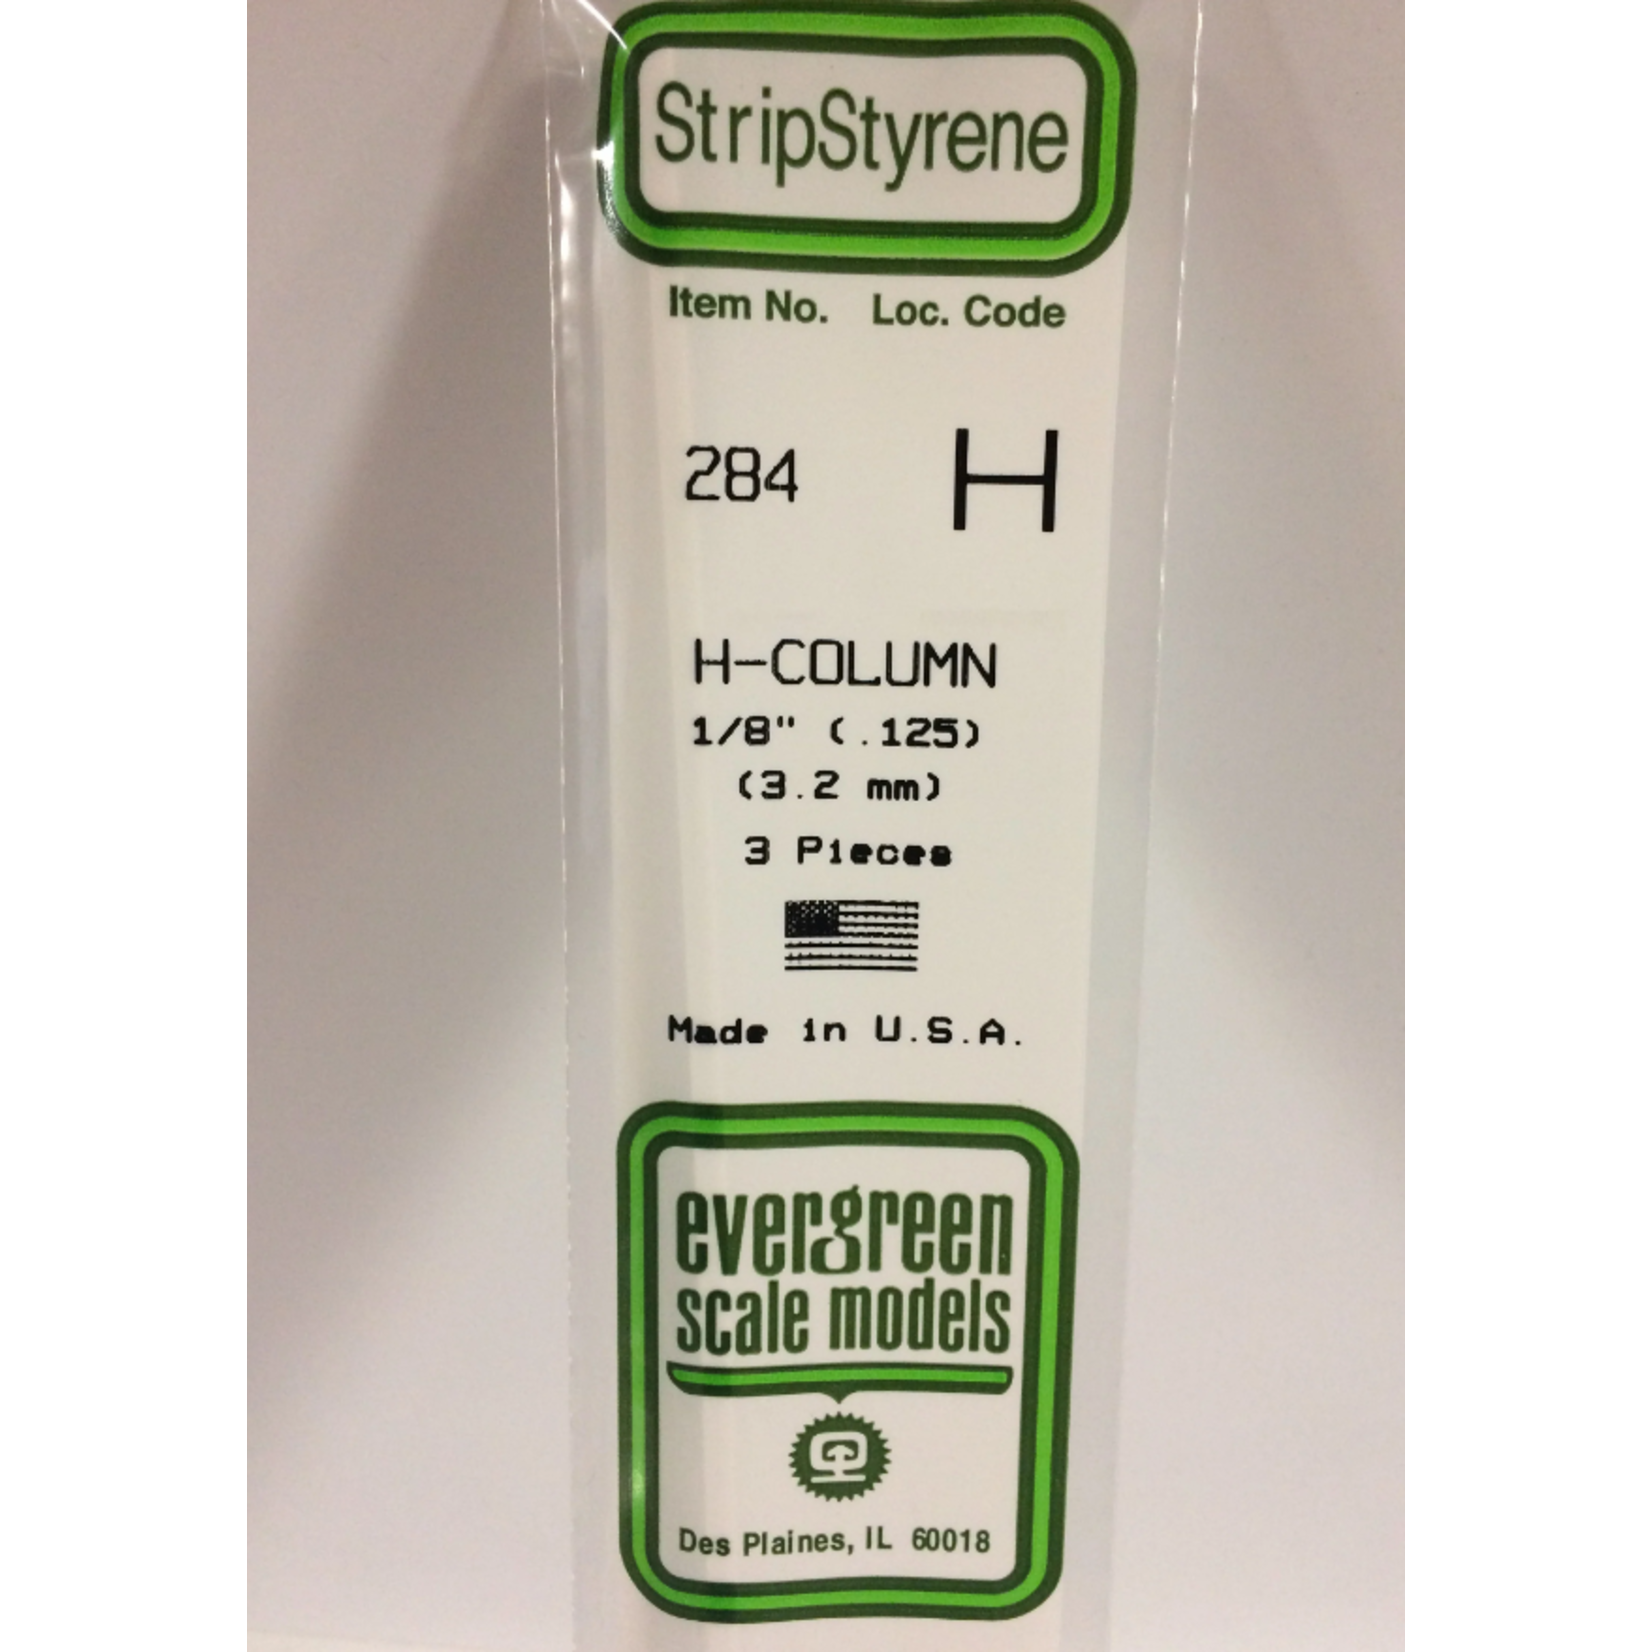 StripStyrene
Item No. Loc. Code
284 H
H-COLUMN
1/8" (.125)
(3.2 mm)
3 Pieces
Made in U.S.A.
evergreen
scale models
Des Plaines, IL 60018